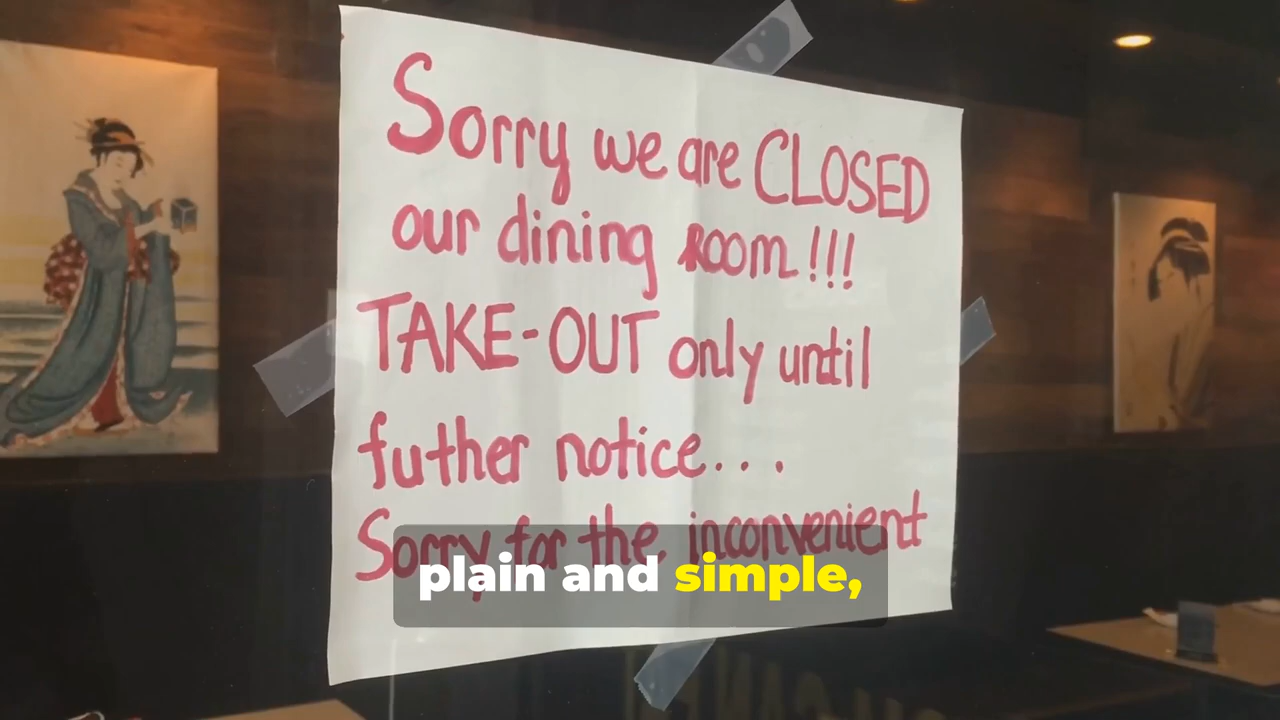 Sorry we are CLOSED
our dining ROOM!!!
TAKE-OUT only until
futher notice...
Sorry for the inconvenient
plain and simple,